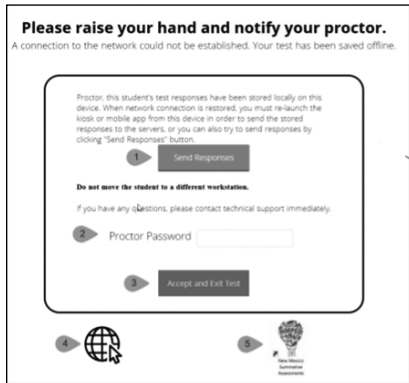 Please raise your hand and notify your proctor.
A connection to the network could not be established. Your test has been saved offline.
Proctor, this student's test responses have been stored locally on this
device. When network connection is restored, you must re-launch the
kiosk or mobile app from this device in order to send the stored
responses to the servers, or you can also try to send responses by
clicking "Send Responses" button.
1 Send Responses
Do not move the student to a different workstation.
If you have any questions, please contact technical support immediately.
2 Proctor Password
3 Accept and Exit Test
4
5
New Mexico
Summative
Assessments